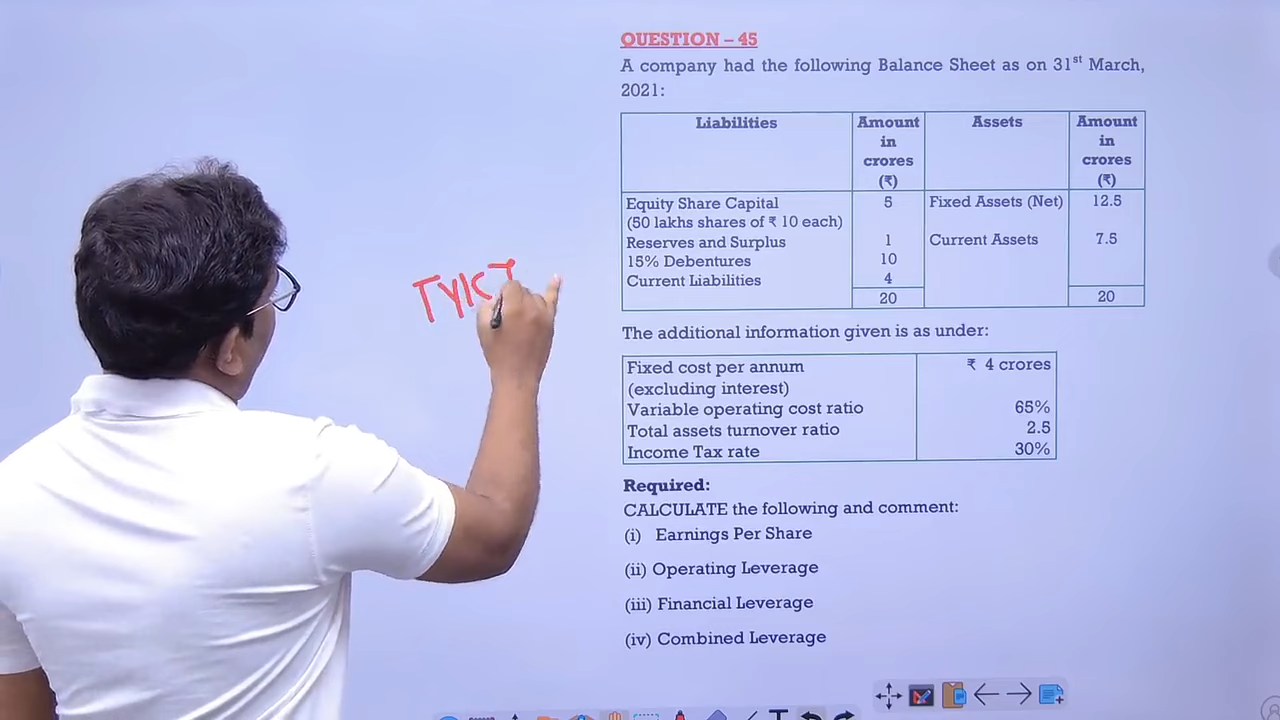 QUESTION – 45
A company had the following Balance Sheet as on 31st March,
2021:
Liabilities Amount in crores (₹) Assets Amount in crores (₹)
Equity Share Capital 5 Fixed Assets (Net) 12.5
(50 lakhs shares of ₹ 10 each)
Reserves and Surplus 1 Current Assets 7.5
15% Debentures 10
Current Liabilities 4
20 20
The additional information given is as under:
Fixed cost per annum ₹ 4 crores
(excluding interest)
Variable operating cost ratio 65%
Total assets turnover ratio 2.5
Income Tax rate 30%
Required:
CALCULATE the following and comment:
(i) Earnings Per Share
(ii) Operating Leverage
(iii) Financial Leverage
(iv) Combined Leverage